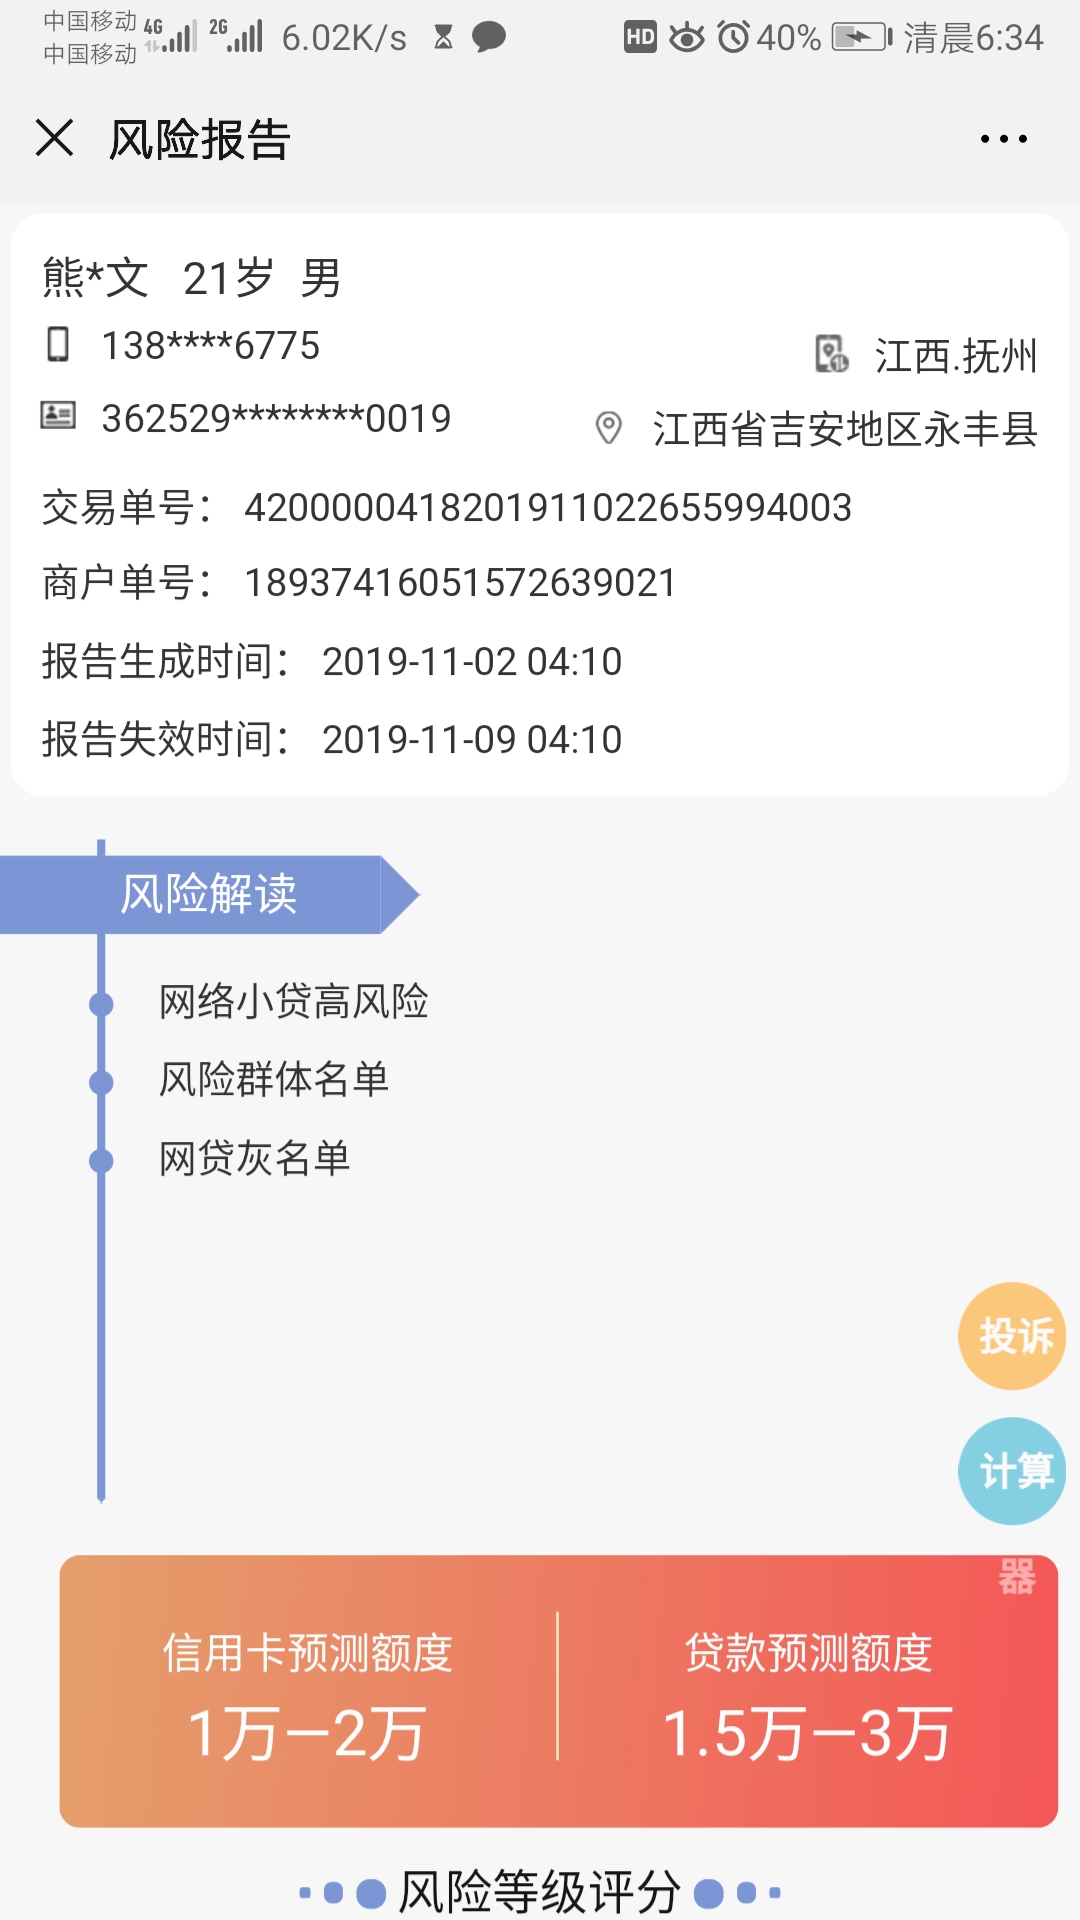 中国移动 4G 2G 6.02K/s HD 40% 清晨6:34
中国移动
风险报告
熊*文 21岁 男
138****6775 江西.抚州
362529********0019 江西省吉安地区永丰县
交易单号： 4200000418201911022655994003
商户单号： 18937416051572639021
报告生成时间： 2019-11-02 04:10
报告失效时间： 2019-11-09 04:10
风险解读
网络小贷高风险
风险群体名单
网贷灰名单
投诉
计算
器
信用卡预测额度 贷款预测额度
1万—2万 1.5万—3万
风险等级评分